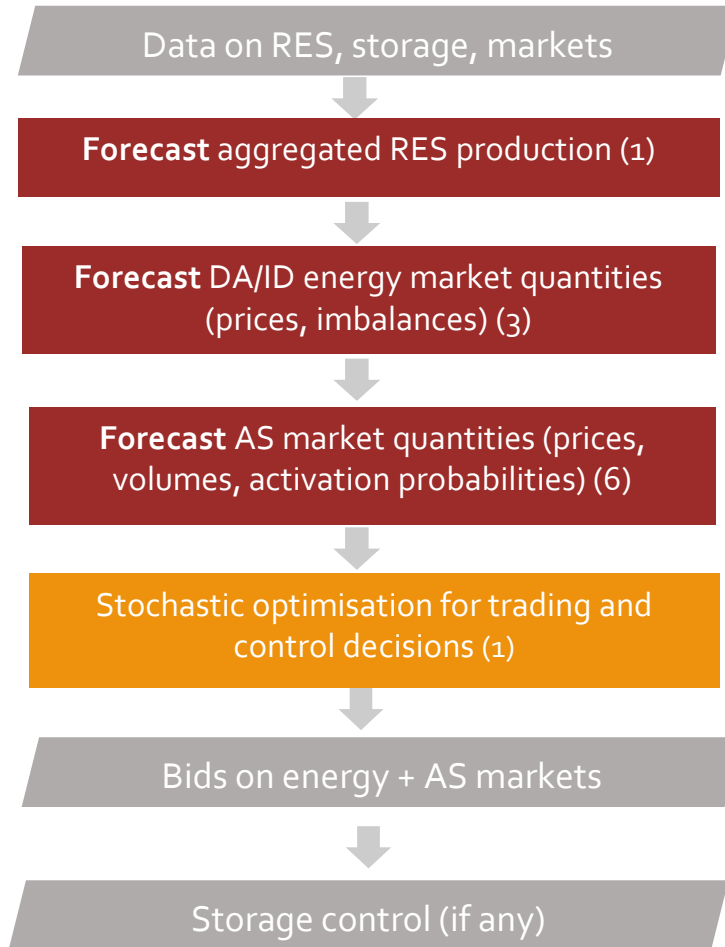 Data on RES, storage, markets
Forecast aggregated RES production (1)
Forecast DA/ID energy market quantities
(prices, imbalances) (3)
Forecast AS market quantities (prices,
volumes, activation probabilities) (6)
Stochastic optimisation for trading and
control decisions (1)
Bids on energy + AS markets
Storage control (if any)